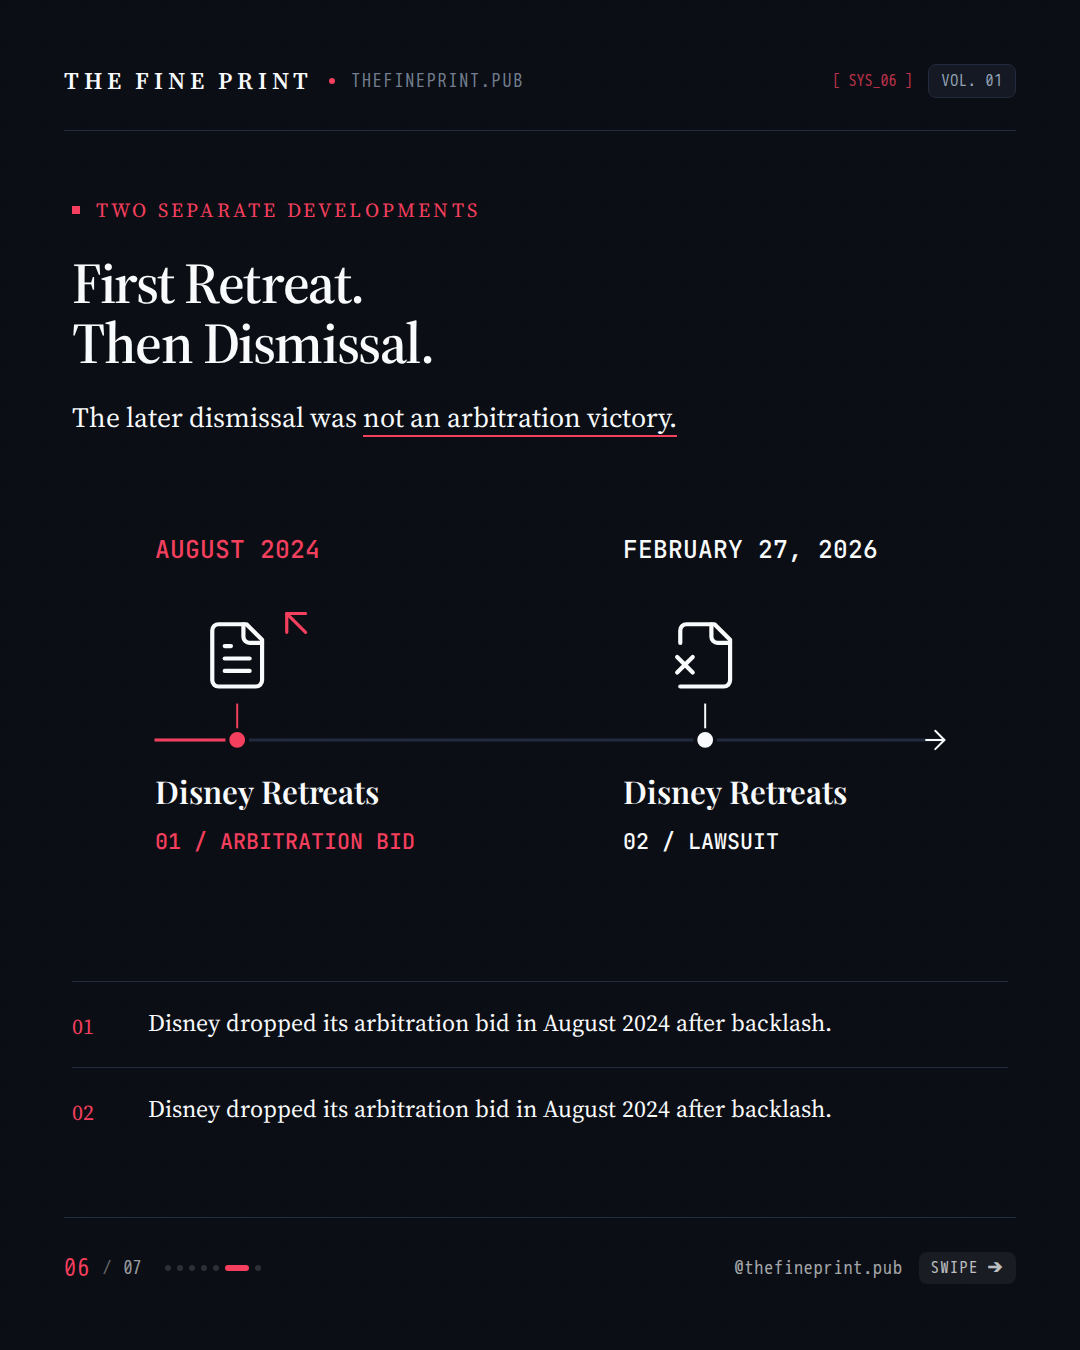 THE FINE PRINT • THEFINEPRINT.PUB
[ SYS_06 ] VOL. 01
TWO SEPARATE DEVELOPMENTS
First Retreat.
Then Dismissal.
The later dismissal was not an arbitration victory.
AUGUST 2024
FEBRUARY 27, 2026
Disney Retreats
01 / ARBITRATION BID
Disney Retreats
02 / LAWSUIT
01 Disney dropped its arbitration bid in August 2024 after backlash.
02 Disney dropped its arbitration bid in August 2024 after backlash.
06 / 07
@thefineprint.pub SWIPE ➔